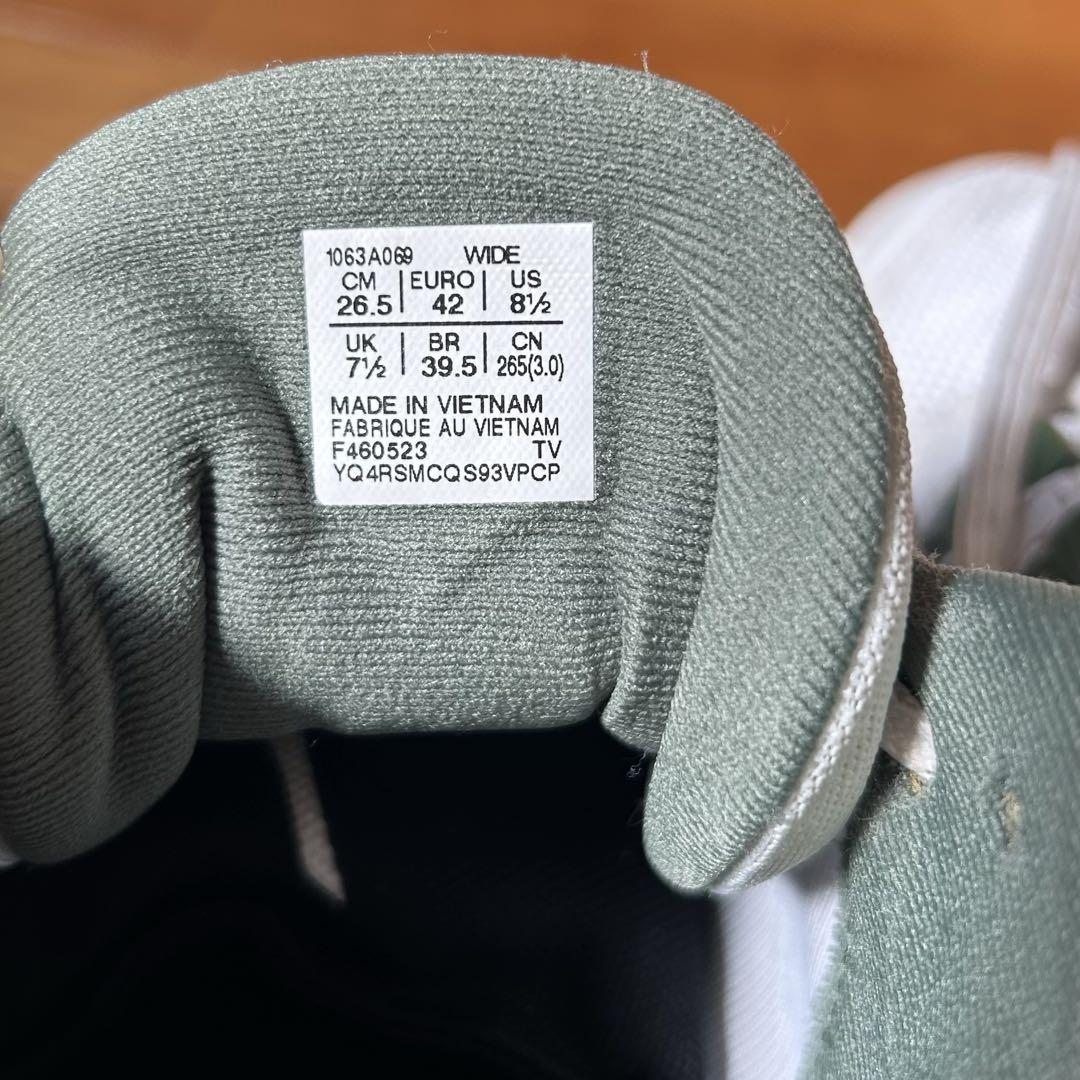 1063A069 WIDE
CM EURO US
26.5 42 8½
UK BR CN
7½ 39.5 265(3.0)
MADE IN VIETNAM
FABRIQUE AU VIETNAM
F460523 TV
YQ4RSMCQS93VPCP